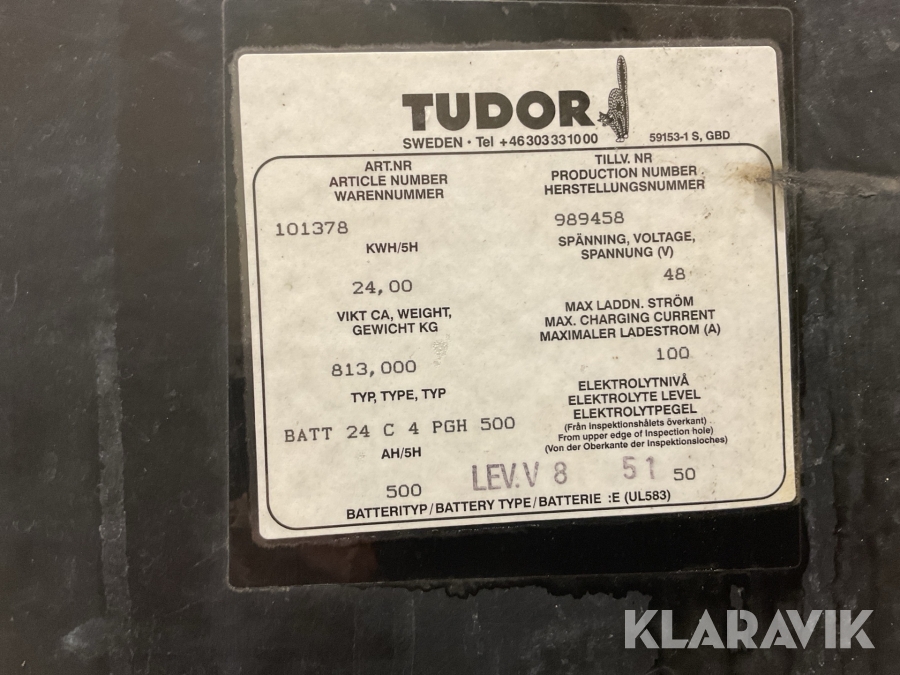 TUDOR
SWEDEN • Tel +46303331000
59153-1 S, GBD
ART.NR
ARTICLE NUMBER
WARENNUMMER
101378
KWH/5H
24,00
VIKT CA, WEIGHT,
GEWICHT KG
813,000
TYP, TYPE, TYP
BATT 24 C 4 PGH 500
AH/5H
500
TILLV. NR
PRODUCTION NUMBER
HERSTELLUNGSNUMMER
989458
SPÄNNING, VOLTAGE,
SPANNUNG (V)
48
MAX LADDN. STRÖM
MAX. CHARGING CURRENT
MAXIMALER LADESTROM (A)
100
ELEKTROLYTNIVÅ
ELEKTROLYTE LEVEL
ELEKTROLYTPEGEL
(Från inspektionshålets överkant)
From upper edge of Inspection hole)
(Von der Oberkante der Inspektionsloches)
LEV.V 8 51
50
BATTERITYP/BATTERY TYPE/BATTERIE :E (UL583)
KLARAVIK